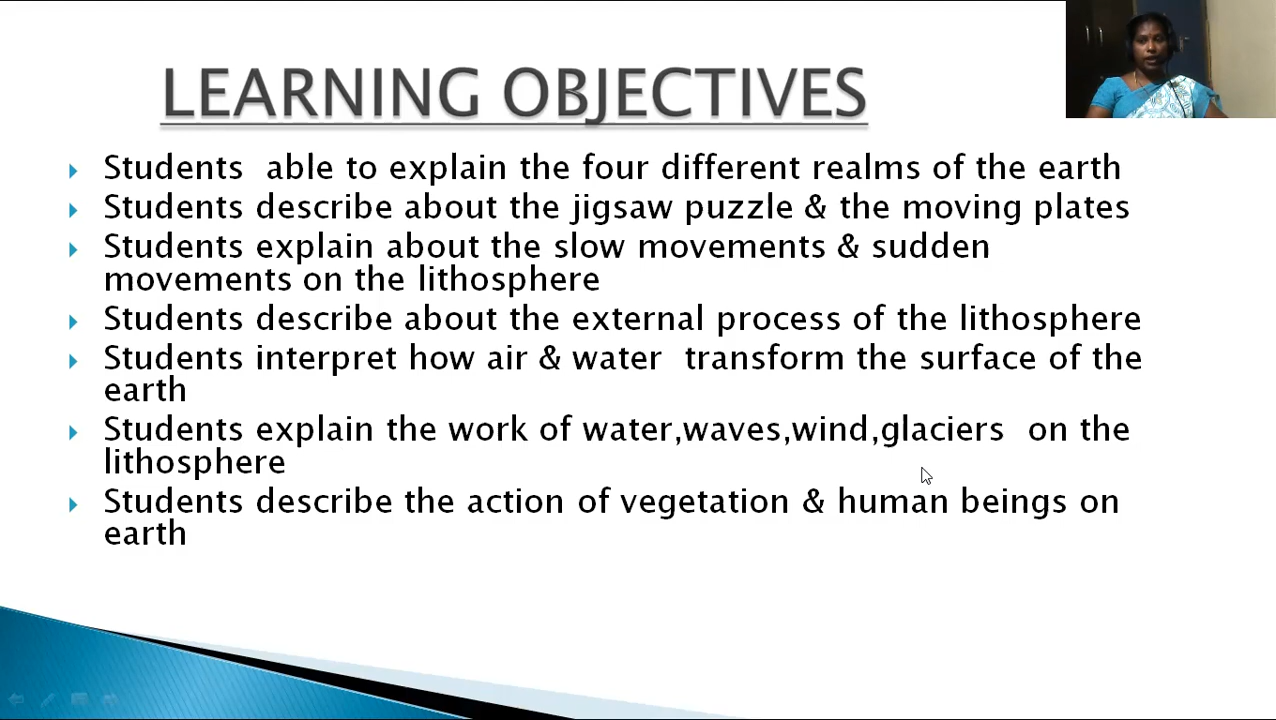 LEARNING OBJECTIVES
Students able to explain the four different realms of the earth
Students describe about the jigsaw puzzle & the moving plates
Students explain about the slow movements & sudden
movements on the lithosphere
Students describe about the external process of the lithosphere
Students interpret how air & water transform the surface of the
earth
Students explain the work of water,waves,wind,glaciers on the
lithosphere
Students describe the action of vegetation & human beings on
earth